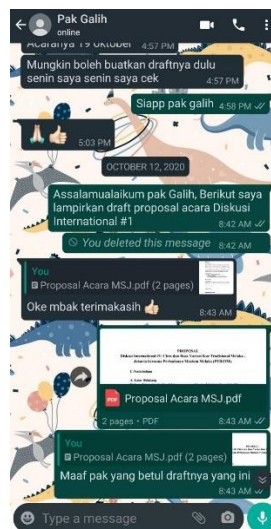 Pak Galih
online
Acaranya 19 oktober 4:57 PM
Mungkin boleh buatkan draftnya dulu
senin saya senin saya cek
4:57 PM
Siapp pak galih 4:58 PM
5:03 PM
OCTOBER 12, 2020
Assalamualaikum pak Galih, Berikut saya
lampirkan draft proposal acara Diskusi
International #1
8:42 AM
You deleted this message 8:42 AM
You
Proposal Acara MSJ.pdf (2 pages)
Oke mbak terimakasih
8:43 AM
PROPOSAL
PDF
Proposal Acara MSJ.pdf
2 pages • PDF
8:43 AM
You
Proposal Acara MSJ.pdf (2 pages)
Maaf pak yang betul draftnya yang ini
8:43 AM
Type a message